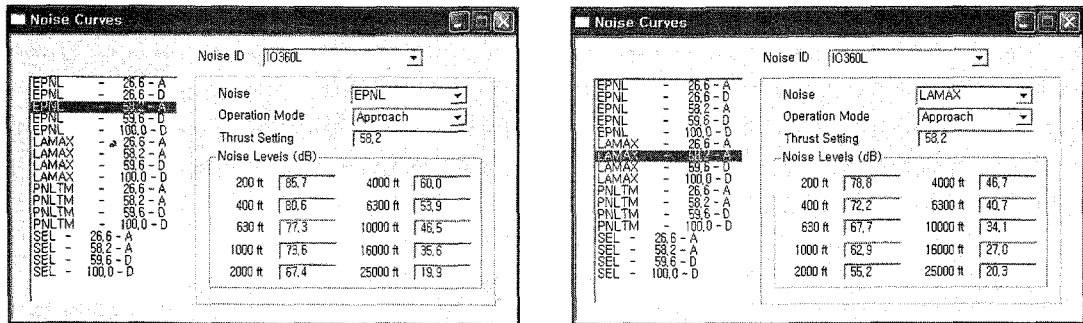 Noise Curves
Noise ID IO360L
EPNL - 26,6 - A
EPNL - 26,6 - D
EPNL - 58,2 - A
EPNL - 59,6 - D
EPNL - 100,0 - D
LAMAX - 26,6 - A
LAMAX - 58,2 - A
LAMAX - 59,6 - D
LAMAX - 100,0 - D
PNLTM - 26,6 - A
PNLTM - 58,2 - A
PNLTM - 59,6 - D
PNLTM - 100,0 - D
SEL - 26,6 - A
SEL - 58,2 - A
SEL - 59,6 - D
SEL - 100,0 - D
Noise EPNL
Operation Mode Approach
Thrust Setting 58,2
Noise Levels (dB)
200 ft 85,7 4000 ft 60,0
400 ft 80,6 6300 ft 53,9
630 ft 77,3 10000 ft 46,5
1000 ft 73,6 16000 ft 35,6
2000 ft 67,4 25000 ft 19,9
Noise Curves
Noise ID IO360L
EPNL - 26,6 - A
EPNL - 26,6 - D
EPNL - 58,2 - A
EPNL - 59,6 - D
EPNL - 100,0 - D
LAMAX - 26,6 - A
LAMAX - 58,2 - A
LAMAX - 59,6 - D
LAMAX - 100,0 - D
PNLTM - 26,6 - A
PNLTM - 58,2 - A
PNLTM - 59,6 - D
PNLTM - 100,0 - D
SEL - 26,6 - A
SEL - 58,2 - A
SEL - 59,6 - D
SEL - 100,0 - D
Noise LAMAX
Operation Mode Approach
Thrust Setting 58,2
Noise Levels (dB)
200 ft 78,8 4000 ft 46,7
400 ft 72,2 6300 ft 40,7
630 ft 67,7 10000 ft 34,1
1000 ft 62,9 16000 ft 27,0
2000 ft 55,2 25000 ft 20,3